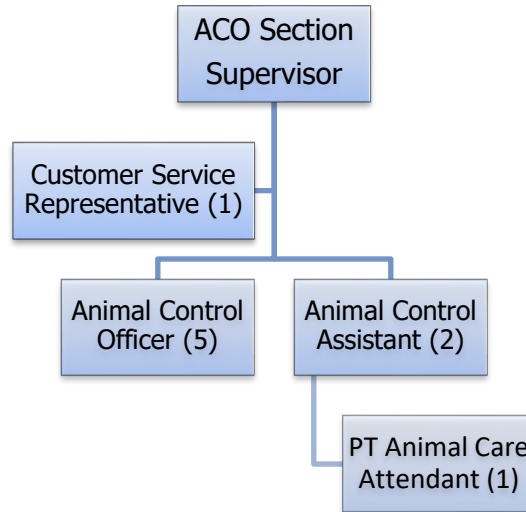 ACO Section
Supervisor
Customer Service
Representative (1)
Animal Control
Officer (5)
Animal Control
Assistant (2)
PT Animal Care
Attendant (1)